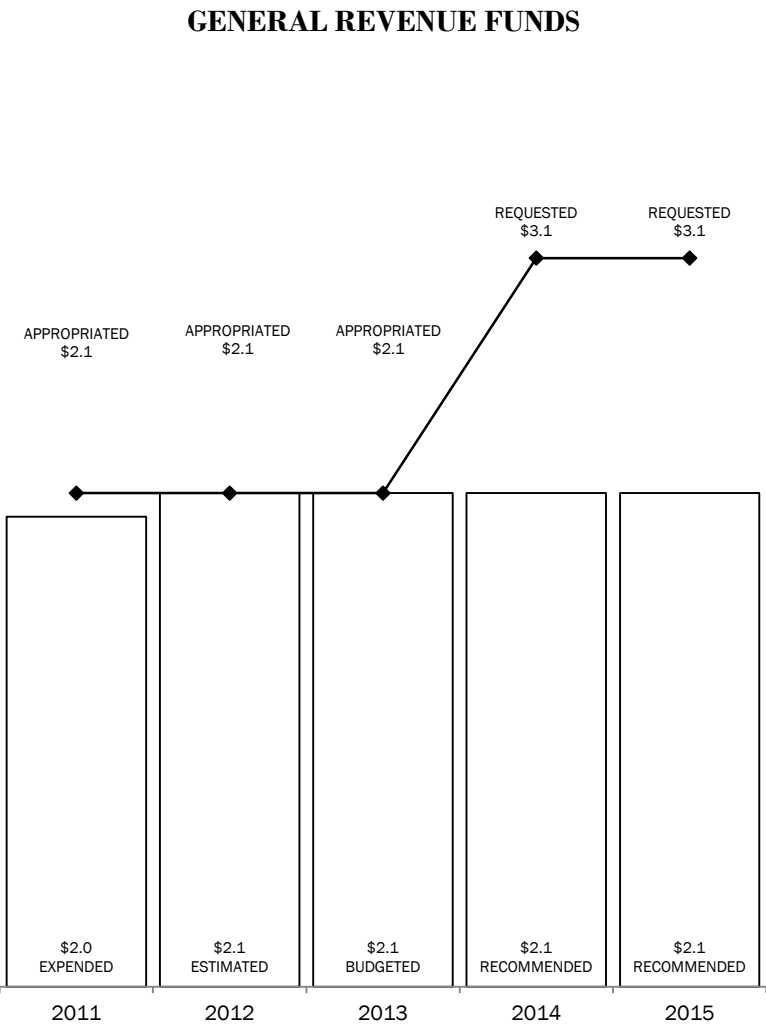 GENERAL REVENUE FUNDS
REQUESTED
$3.1
REQUESTED
$3.1
APPROPRIATED
$2.1
APPROPRIATED
$2.1
APPROPRIATED
$2.1
$2.0
EXPENDED
$2.1
ESTIMATED
$2.1
BUDGETED
$2.1
RECOMMENDED
$2.1
RECOMMENDED
2011
2012
2013
2014
2015